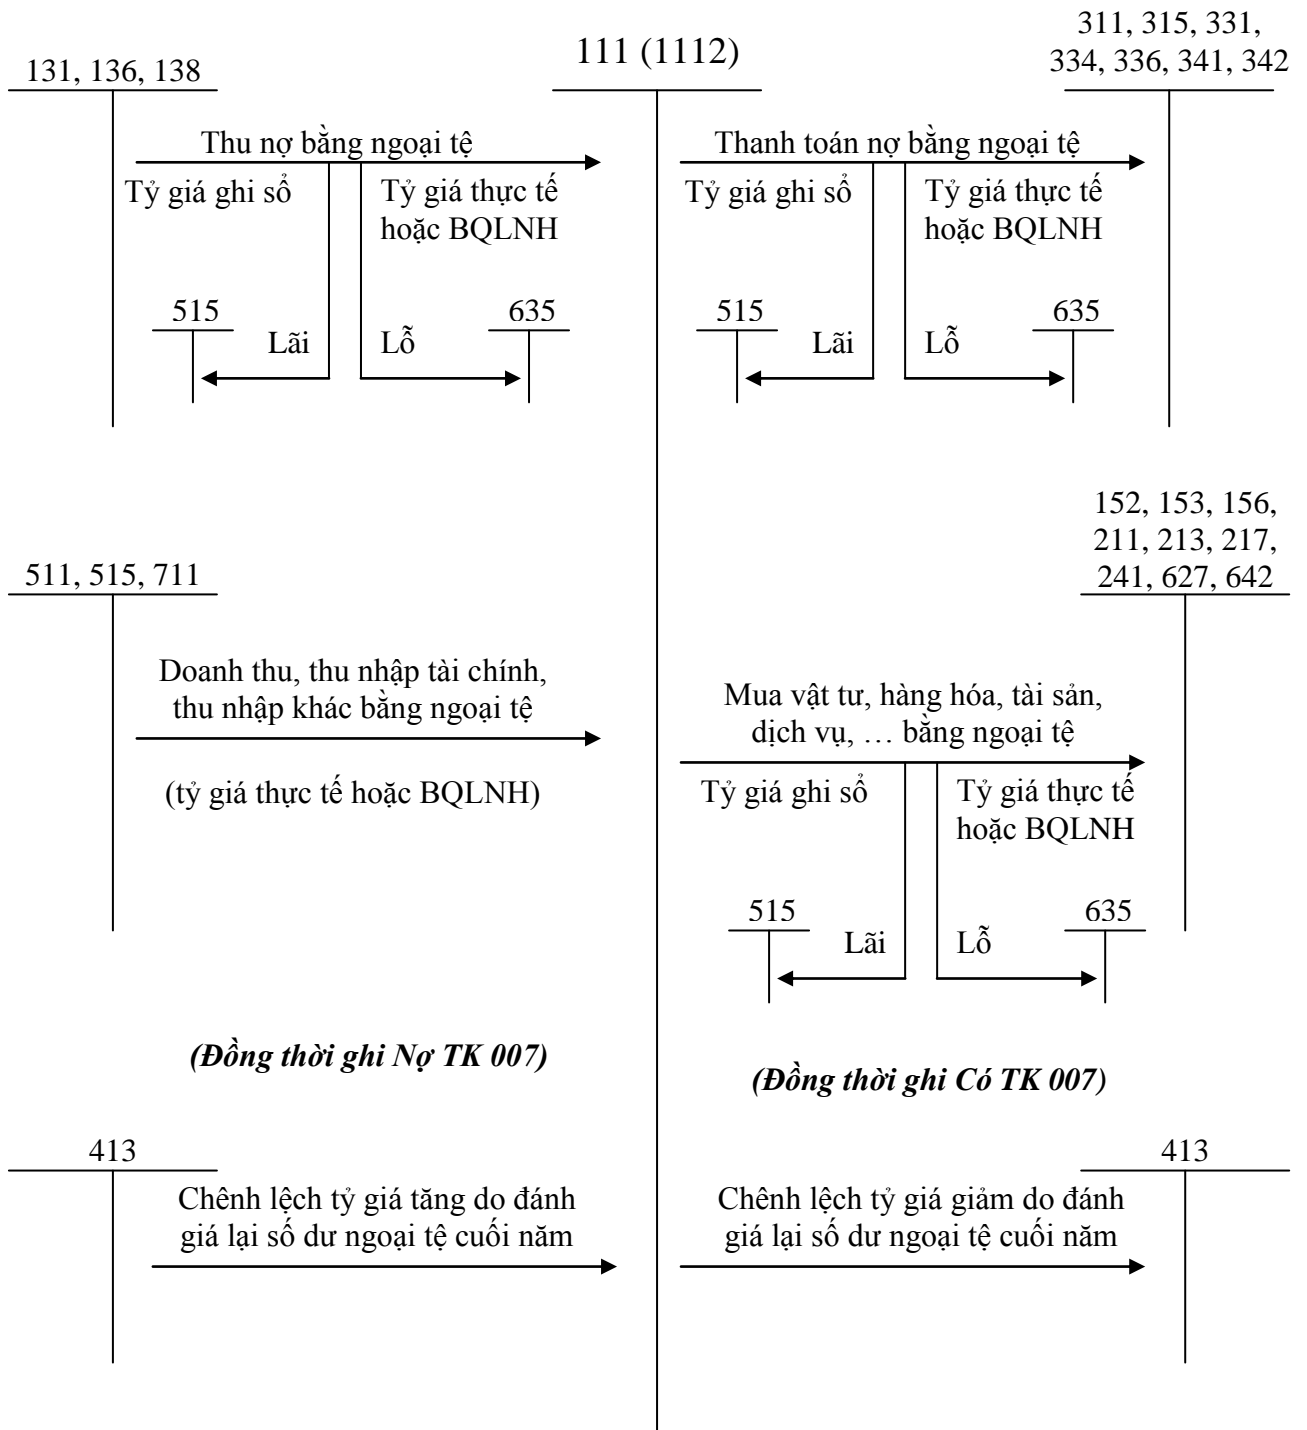 111 (1112)
131, 136, 138
311, 315, 331,
334, 336, 341, 342
Thu nợ bằng ngoại tệ
Tỷ giá ghi sổ
Tỷ giá thực tế
hoặc BQLNH
515
Lãi
Lỗ
635
Thanh toán nợ bằng ngoại tệ
Tỷ giá ghi sổ
Tỷ giá thực tế
hoặc BQLNH
515
Lãi
Lỗ
635
511, 515, 711
Doanh thu, thu nhập tài chính,
thu nhập khác bằng ngoại tệ
(tỷ giá thực tế hoặc BQLNH)
152, 153, 156,
211, 213, 217,
241, 627, 642
Mua vật tư, hàng hóa, tài sản,
dịch vụ, … bằng ngoại tệ
Tỷ giá ghi sổ
Tỷ giá thực tế
hoặc BQLNH
515
Lãi
Lỗ
635
(Đồng thời ghi Nợ TK 007)
(Đồng thời ghi Có TK 007)
413
Chênh lệch tỷ giá tăng do đánh
giá lại số dư ngoại tệ cuối năm
413
Chênh lệch tỷ giá giảm do đánh
giá lại số dư ngoại tệ cuối năm